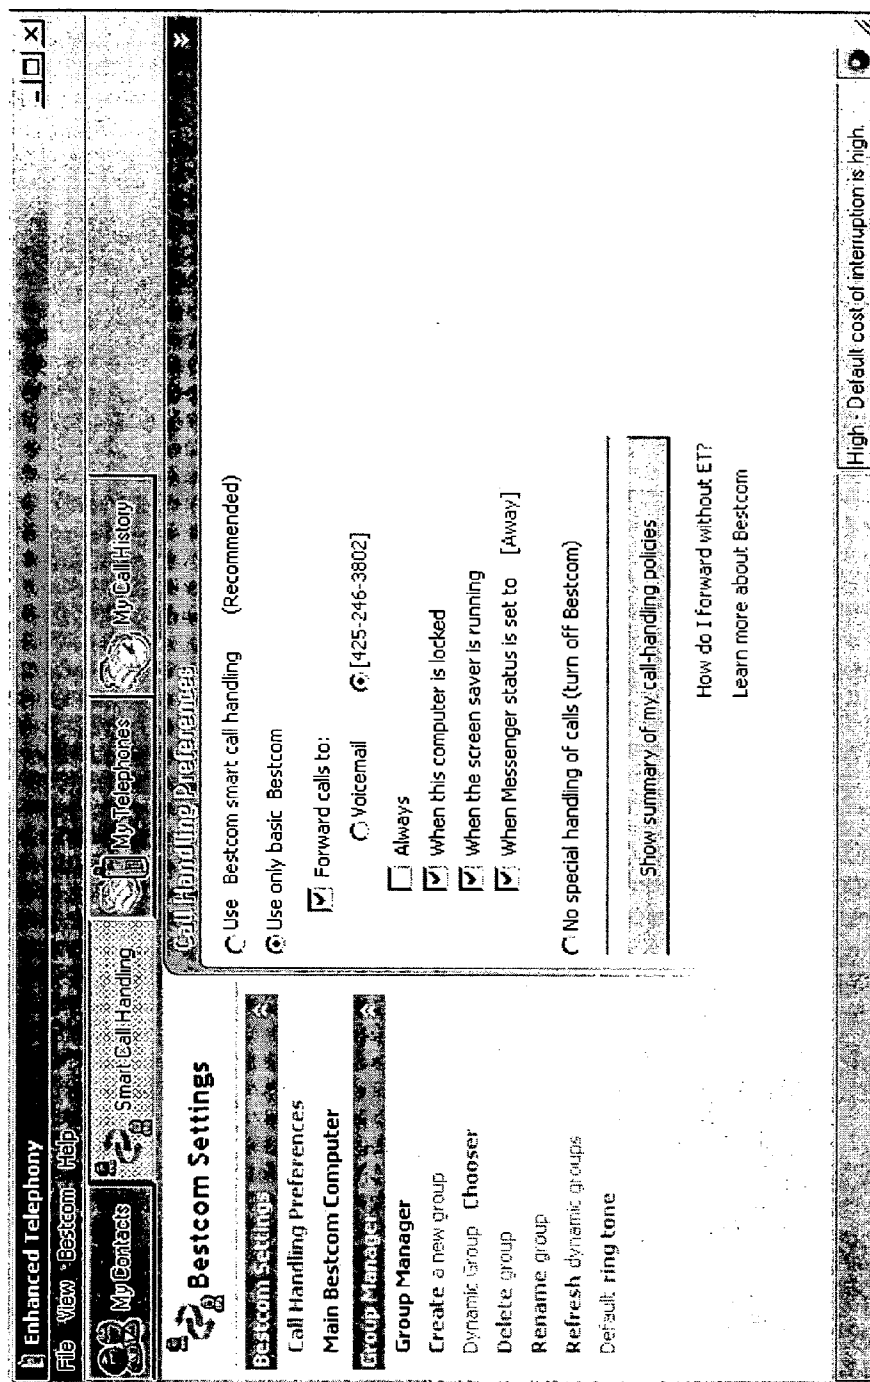 Enhanced Telephony
File View Bestcom Help
My Contacts Smart Call Handling My Telephones My Call History
Bestcom Settings
Bestcom Settings
Call Handling Preferences
Main Bestcom Computer
Group Manager
Group Manager
Create a new group
Dynamic Group Chooser
Delete group
Rename group
Refresh dynamic groups
Default ring tone
Call Handling Preferences
Use Bestcom smart call handling (Recommended)
Use only basic Bestcom
Forward calls to:
Voicemail [425-246-3802]
Always
When this computer is locked
When the screen saver is running
When Messenger status is set to [Away]
No special handling of calls (turn off Bestcom)
Show summary of my call-handling policies
How do I forward without ET?
Learn more about Bestcom
High - Default cost of interruption is high.